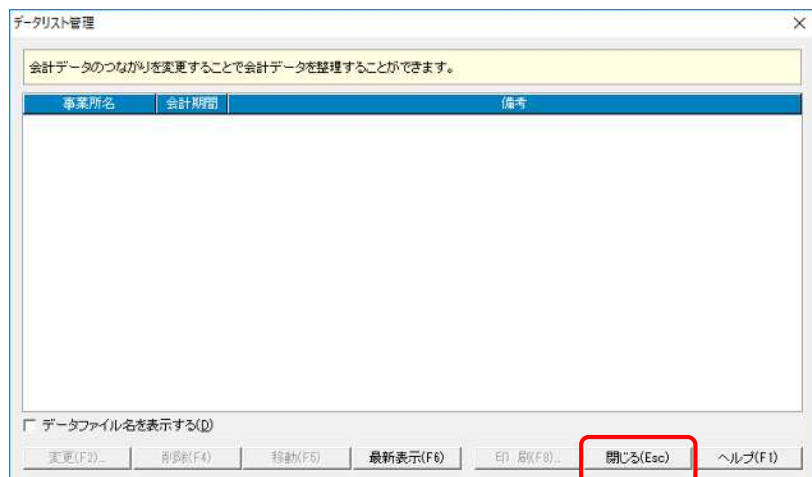 データリスト管理
会計データのつながりを変更することで会計データを整理することができます。
事業所名 会計期間 備考
データファイル名を表示する(D)
変更(F2)... 削除(F4) 移動(F5) 最新表示(F6) 印刷(F8)... 閉じる(Esc) ヘルプ(F1)